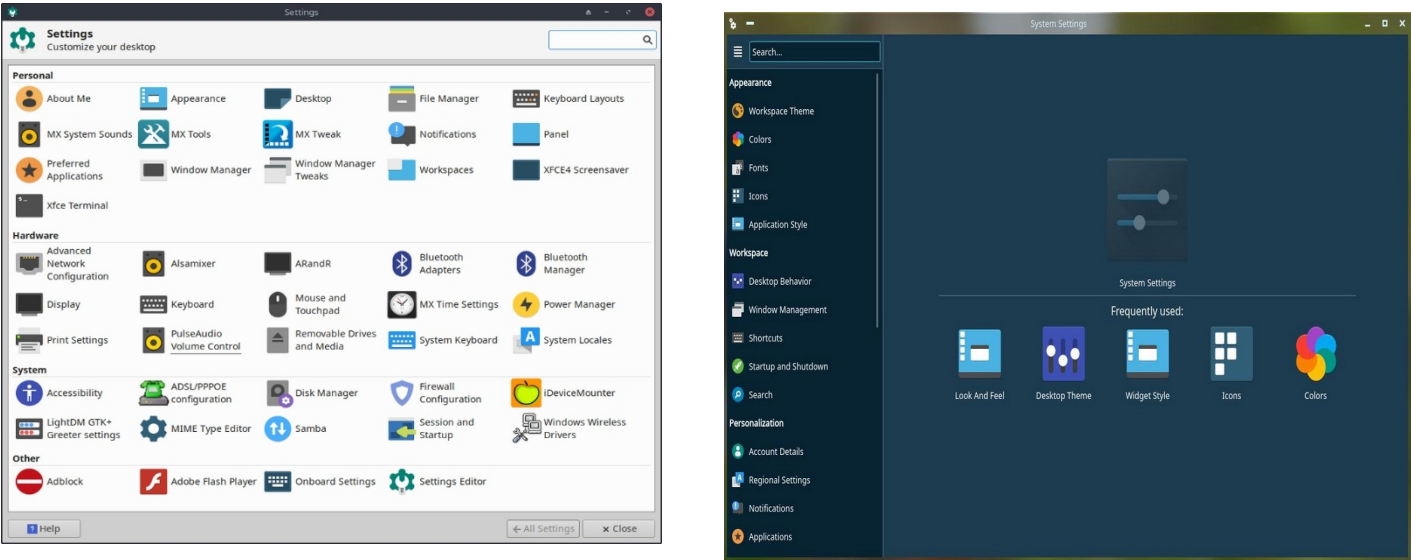 Settings
Settings
Customize your desktop
Personal
About Me
Appearance
Desktop
File Manager
Keyboard Layouts
MX System Sounds
MX Tools
MX Tweak
Notifications
Panel
Preferred
Applications
Window Manager
Window Manager
Tweaks
Workspaces
XFCE4 Screensaver
Xfce Terminal
Hardware
Advanced
Network
Configuration
Alsamixer
ARandR
Bluetooth
Adapters
Bluetooth
Manager
Display
Keyboard
Mouse and
Touchpad
MX Time Settings
Power Manager
Print Settings
PulseAudio
Volume Control
Removable Drives
and Media
System Keyboard
System Locales
System
Accessibility
ADSL/PPPOE
configuration
Disk Manager
Firewall
Configuration
iDeviceMounter
LightDM GTK+
Greeter settings
MIME Type Editor
Samba
Session and
Startup
Windows Wireless
Drivers
Other
Adblock
Adobe Flash Player
Onboard Settings
Settings Editor
Help
All Settings
Close
System Settings
Search...
Appearance
Workspace Theme
Colors
Fonts
Icons
Application Style
Workspace
Desktop Behavior
Window Management
Shortcuts
Startup and Shutdown
Search
Personalization
Account Details
Regional Settings
Notifications
Applications
System Settings
Frequently used:
Look And Feel
Desktop Theme
Widget Style
Icons
Colors